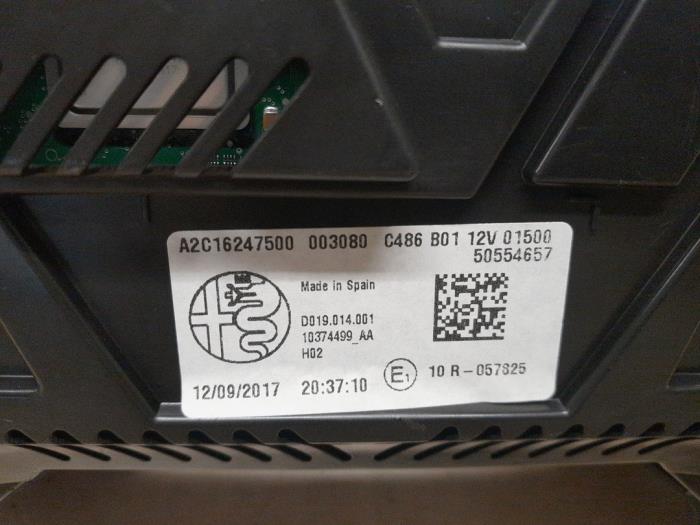 A2C16247500 003080 C486 B01 12V 01500
50554657
Made in Spain
D019.014.001
10374499_AA
H02
12/09/2017 20:37:10 E1 10 R-057825